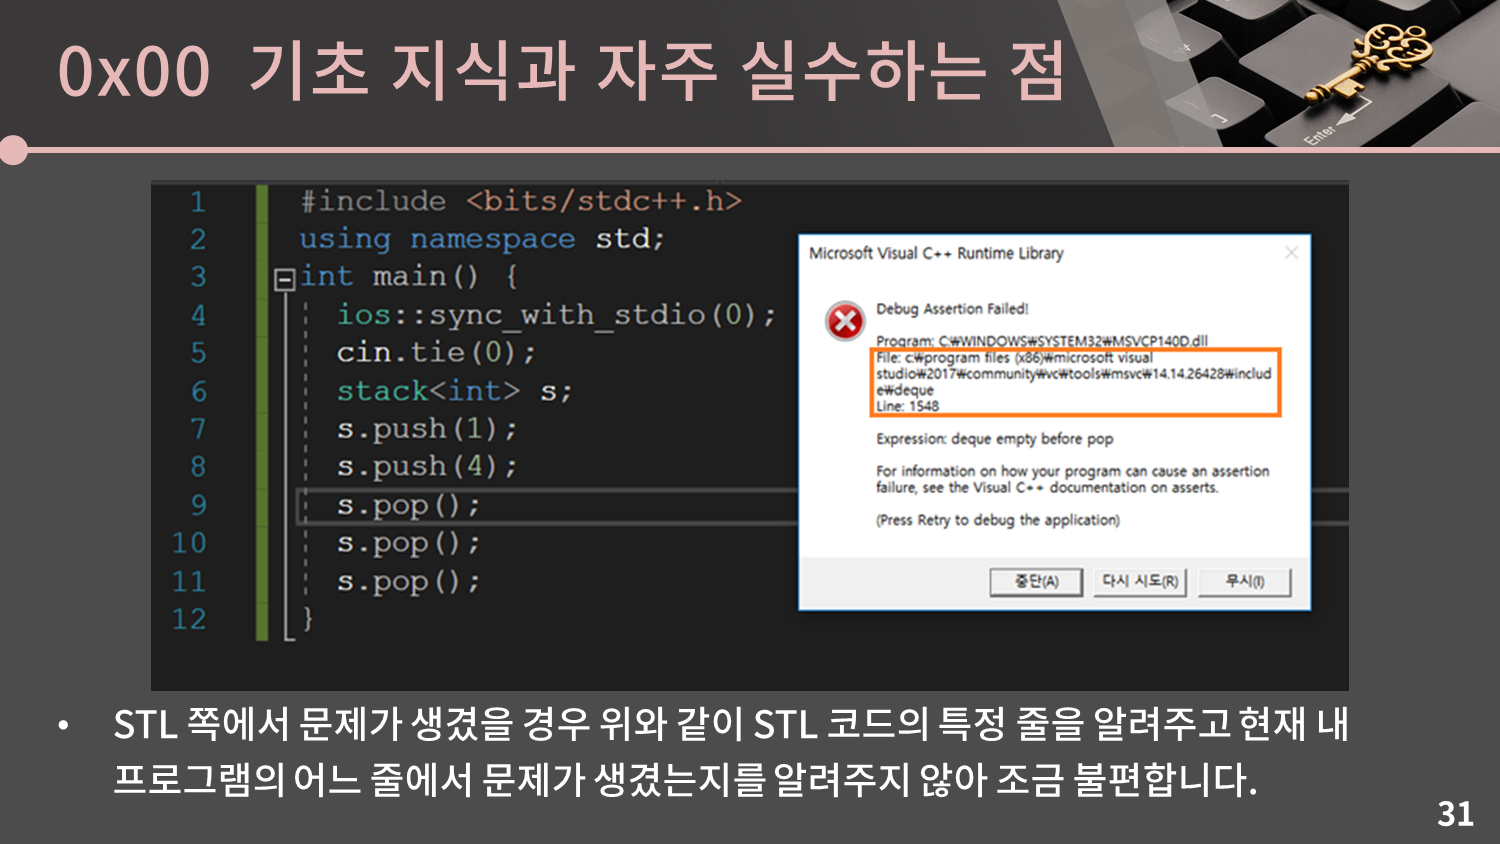 0x00 기초 지식과 자주 실수하는 점
Enter
1 #include <bits/stdc++.h>
2 using namespace std;
3 int main() {
4 ios::sync_with_stdio(0);
5 cin.tie(0);
6 stack<int> s;
7 s.push(1);
8 s.push(4);
9 s.pop();
10 s.pop();
11 s.pop();
12 }
Microsoft Visual C++ Runtime Library
Debug Assertion Failed!
Program: C:₩WINDOWS₩SYSTEM32₩MSVCP140D.dll
File: c:₩program files (x86)₩microsoft visual
studio₩2017₩community₩vc₩tools₩msvc₩14.14.26428₩includ
e₩deque
Line: 1548
Expression: deque empty before pop
For information on how your program can cause an assertion
failure, see the Visual C++ documentation on asserts.
(Press Retry to debug the application)
중단(A) 다시 시도(R) 무시(I)
• STL 쪽에서 문제가 생겼을 경우 위와 같이 STL 코드의 특정 줄을 알려주고 현재 내
프로그램의 어느 줄에서 문제가 생겼는지를 알려주지 않아 조금 불편합니다.
31